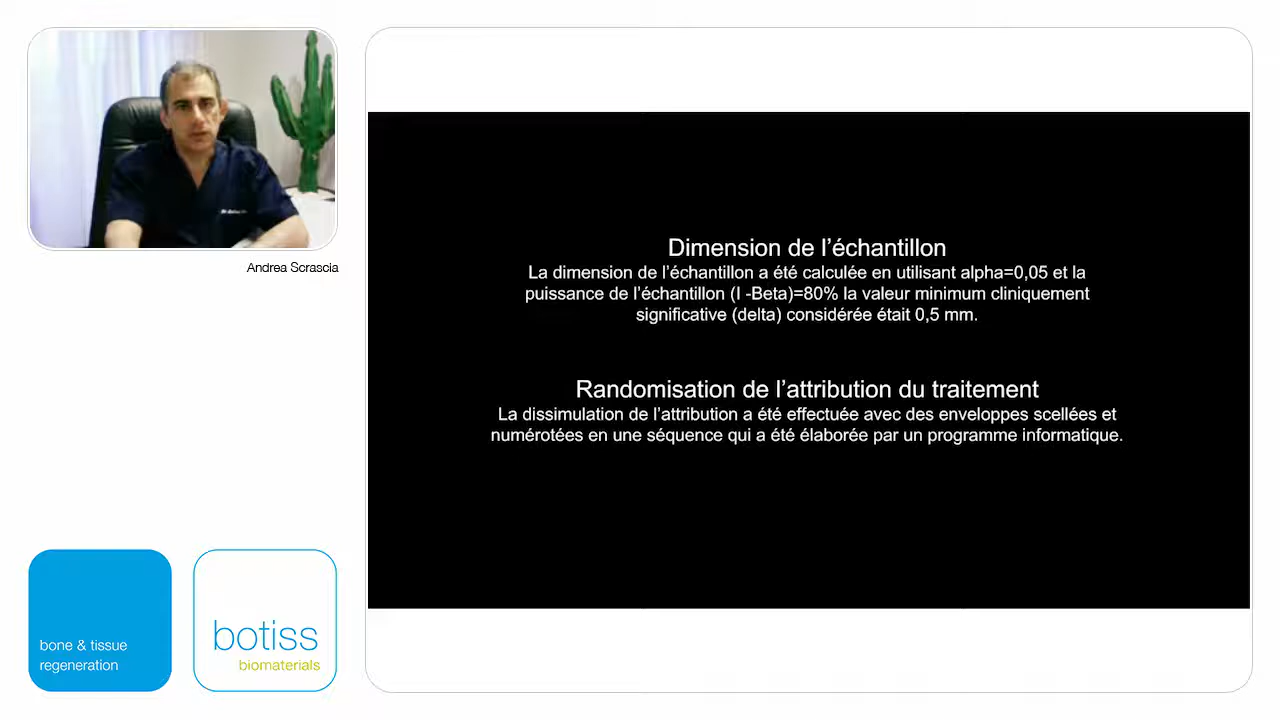 Andrea Scrascia
Dimension de l’échantillon
La dimension de l’échantillon a été calculée en utilisant alpha=0,05 et la
puissance de l’échantillon (I -Beta)=80% la valeur minimum cliniquement
significative (delta) considérée était 0,5 mm.
Randomisation de l’attribution du traitement
La dissimulation de l’attribution a été effectuée avec des enveloppes scellées et
numérotées en une séquence qui a été élaborée par un programme informatique.
bone & tissue
regeneration
botiss
biomaterials